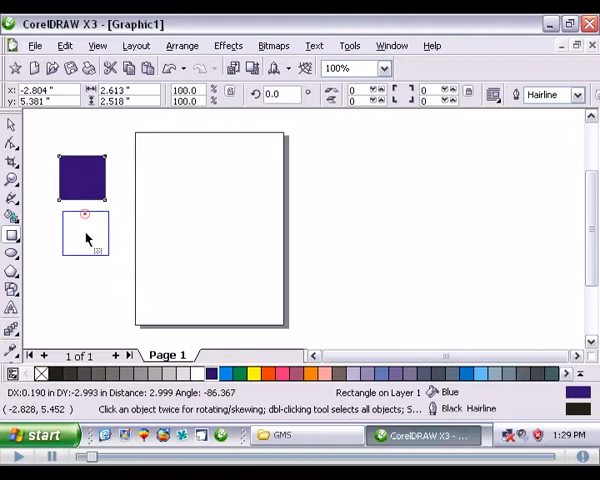 CorelDRAW X3 - [Graphic1]
File Edit View Layout Arrange Effects Bitmaps Text Tools Window Help
100%
x: -2.804 " 2.613 " 100.0 % 0.0 ° 0 0 0 0 Hairline
y: 5.381 " 2.518 " 100.0 %
1 of 1 Page 1
DX:0.190 in DY:-2.993 in Distance: 2.999 Angle: -86.367 Rectangle on Layer 1 Blue
(-2.828, 5.452) Click an object twice for rotating/skewing; dbl-clicking tool selects all objects; S... Black Hairline
start GMS CorelDRAW X3 - ... 1:29 PM